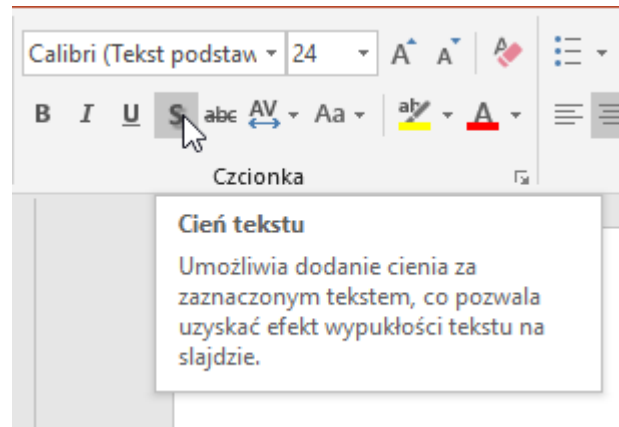 Calibri (Tekst podstaw 24 A A
B I U S abc AV Aa ab A
Czcionka
Cień tekstu
Umożliwia dodanie cienia za
zaznaczonym tekstem, co pozwala
uzyskać efekt wypukłości tekstu na
slajdzie.